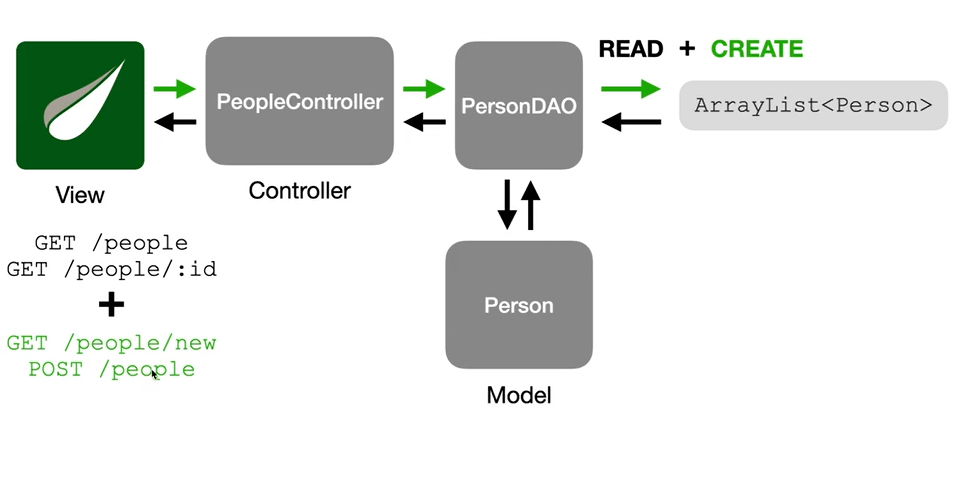 READ + CREATE
PeopleController
PersonDAO
ArrayList<Person>
View
Controller
GET /people
GET /people/:id
+
GET /people/new
POST /people
Person
Model